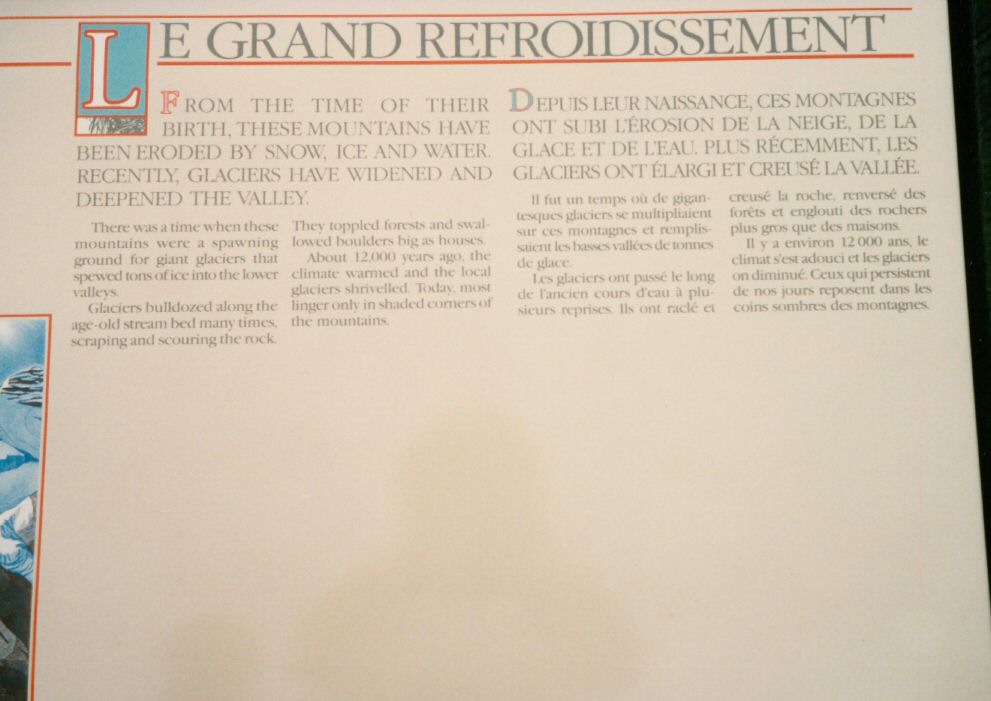 LE GRAND REFROIDISSEMENT
FROM THE TIME OF THEIR
BIRTH, THESE MOUNTAINS HAVE
BEEN ERODED BY SNOW, ICE AND WATER.
RECENTLY, GLACIERS HAVE WIDENED AND
DEEPENED THE VALLEY.
There was a time when these
mountains were a spawning
ground for giant glaciers that
spewed tons of ice into the lower
valleys.
Glaciers bulldozed along the
age-old stream bed many times,
scraping and scouring the rock.
They toppled forests and swal-
lowed boulders big as houses.
About 12,000 years ago, the
climate warmed and the local
glaciers shrivelled. Today, most
linger only in shaded corners of
the mountains.
DEPUIS LEUR NAISSANCE, CES MONTAGNES
ONT SUBI L'ÉROSION DE LA NEIGE, DE LA
GLACE ET DE L'EAU. PLUS RÉCEMMENT, LES
GLACIERS ONT ÉLARGI ET CREUSÉ LA VALLÉE.
Il fut un temps où de gigan-
tesques glaciers se multipliaient
sur ces montagnes et remplis-
saient les basses vallées de tonnes
de glace.
Les glaciers ont passé le long
de l'ancien cours d'eau à plu-
sieurs reprises. Ils ont raclé et
creusé la roche, renversé des
forêts et englouti des rochers
plus gros que des maisons.
Il y a environ 12 000 ans, le
climat s'est adouci et les glaciers
on diminué. Ceux qui persistent
de nos jours reposent dans les
coins sombres des montagnes.